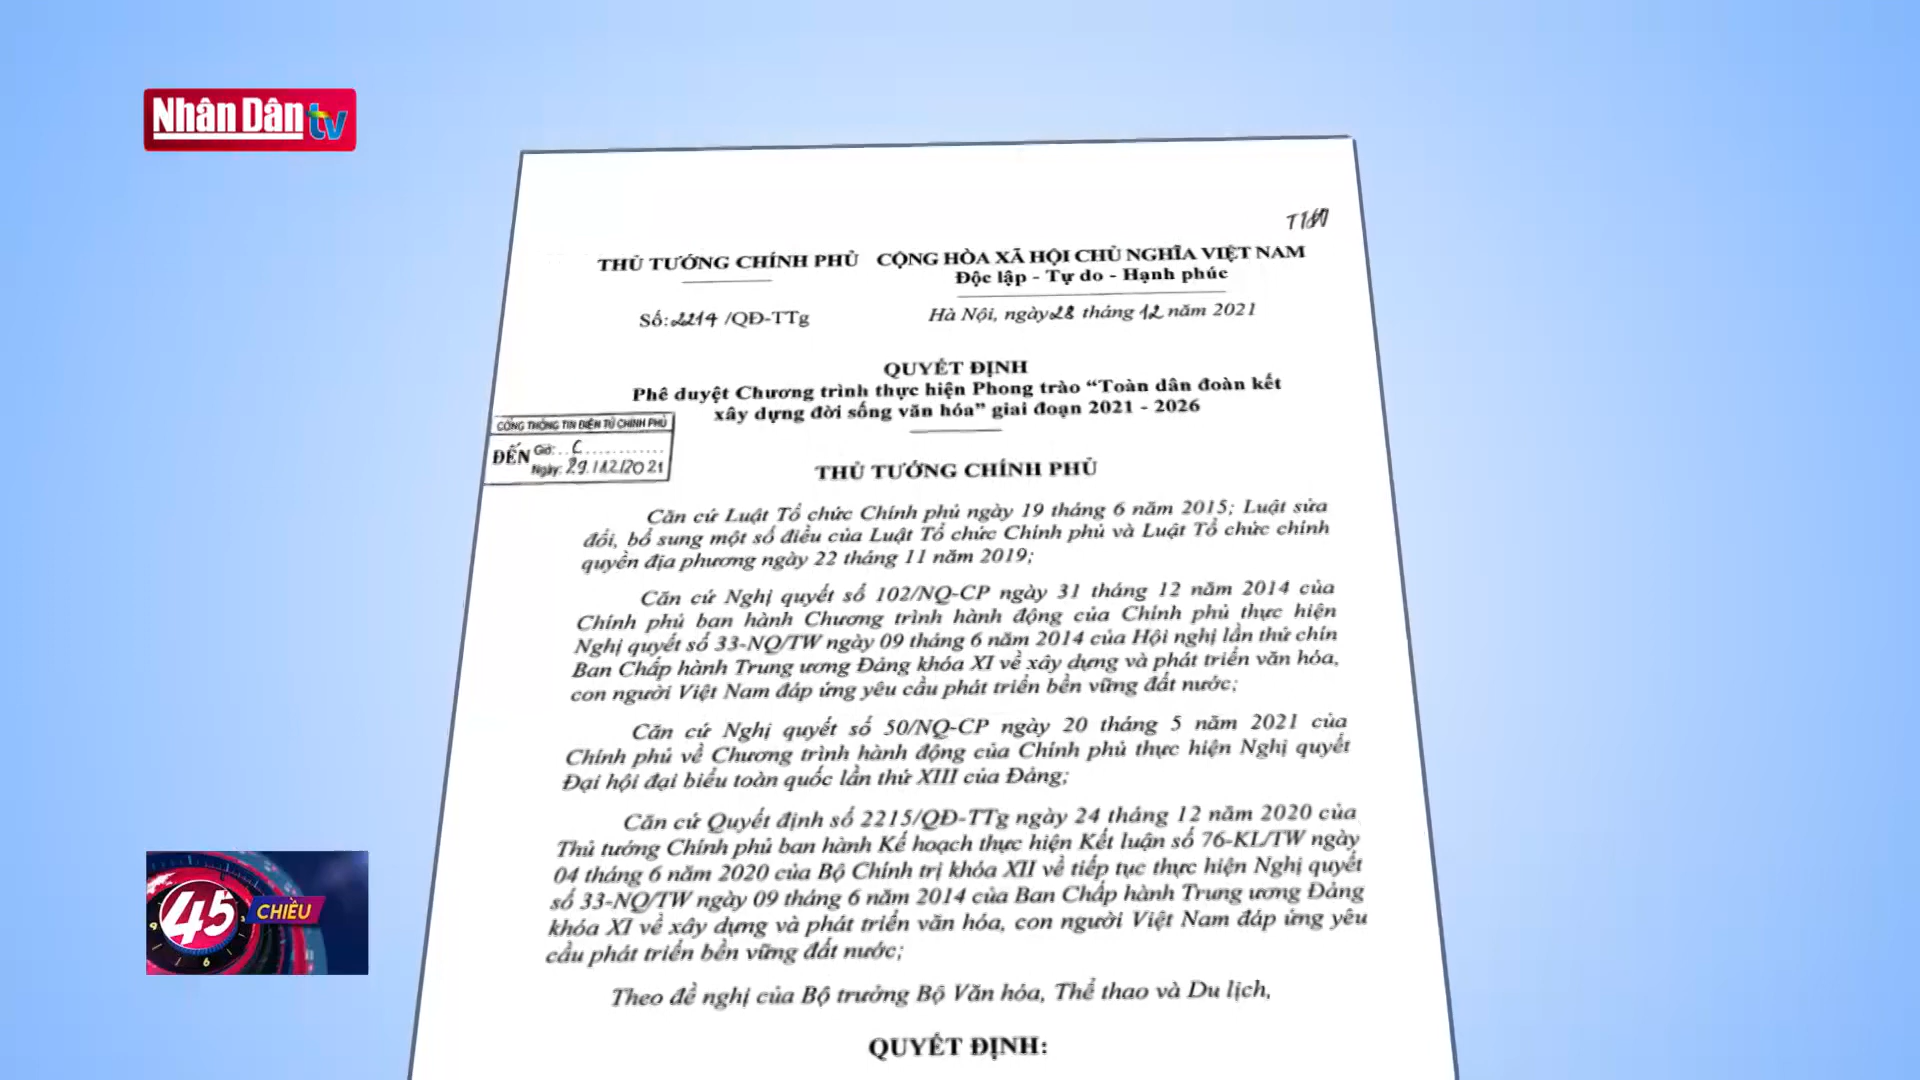 Nhân Dân tv
THỦ TƯỚNG CHÍNH PHỦ
CỘNG HÒA XÃ HỘI CHỦ NGHĨA VIỆT NAM
Độc lập - Tự do - Hạnh phúc
Số: 2214 /QĐ-TTg
Hà Nội, ngày 28 tháng 12 năm 2021
QUYẾT ĐỊNH
Phê duyệt Chương trình thực hiện Phong trào “Toàn dân đoàn kết
xây dựng đời sống văn hóa” giai đoạn 2021 - 2026
CỔNG THÔNG TIN ĐIỆN TỬ CHÍNH PHỦ
ĐẾN
Giờ: ..C............
Ngày: 29/12/2021
THỦ TƯỚNG CHÍNH PHỦ
Căn cứ Luật Tổ chức Chính phủ ngày 19 tháng 6 năm 2015; Luật sửa
đổi, bổ sung một số điều của Luật Tổ chức Chính phủ và Luật Tổ chức chính
quyền địa phương ngày 22 tháng 11 năm 2019;
Căn cứ Nghị quyết số 102/NQ-CP ngày 31 tháng 12 năm 2014 của
Chính phủ ban hành Chương trình hành động của Chính phủ thực hiện
Nghị quyết số 33-NQ/TW ngày 09 tháng 6 năm 2014 của Hội nghị lần thứ chín
Ban Chấp hành Trung ương Đảng khóa XI về xây dựng và phát triển văn hóa,
con người Việt Nam đáp ứng yêu cầu phát triển bền vững đất nước;
Căn cứ Nghị quyết số 50/NQ-CP ngày 20 tháng 5 năm 2021 của
Chính phủ về Chương trình hành động của Chính phủ thực hiện Nghị quyết
Đại hội đại biểu toàn quốc lần thứ XIII của Đảng;
Căn cứ Quyết định số 2215/QĐ-TTg ngày 24 tháng 12 năm 2020 của
Thủ tướng Chính phủ ban hành Kế hoạch thực hiện Kết luận số 76-KL/TW ngày
04 tháng 6 năm 2020 của Bộ Chính trị khóa XII về tiếp tục thực hiện Nghị quyết
số 33-NQ/TW ngày 09 tháng 6 năm 2014 của Ban Chấp hành Trung ương Đảng
khóa XI về xây dựng và phát triển văn hóa, con người Việt Nam đáp ứng yêu
cầu phát triển bền vững đất nước;
Theo đề nghị của Bộ trưởng Bộ Văn hóa, Thể thao và Du lịch,
QUYẾT ĐỊNH:
45 CHIỀU
9
3
6